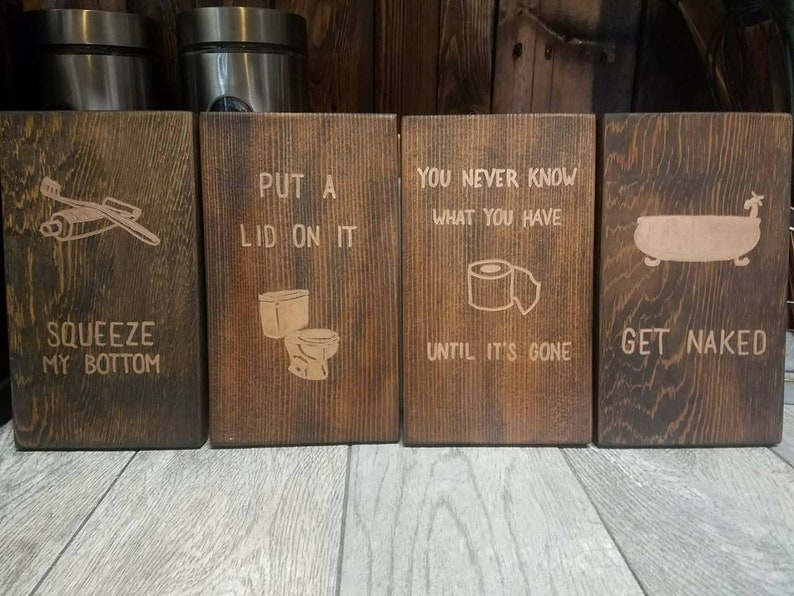 SQUEEZE
MY BOTTOM
PUT A
LID ON IT
YOU NEVER KNOW
WHAT YOU HAVE
UNTIL IT'S GONE
GET NAKED